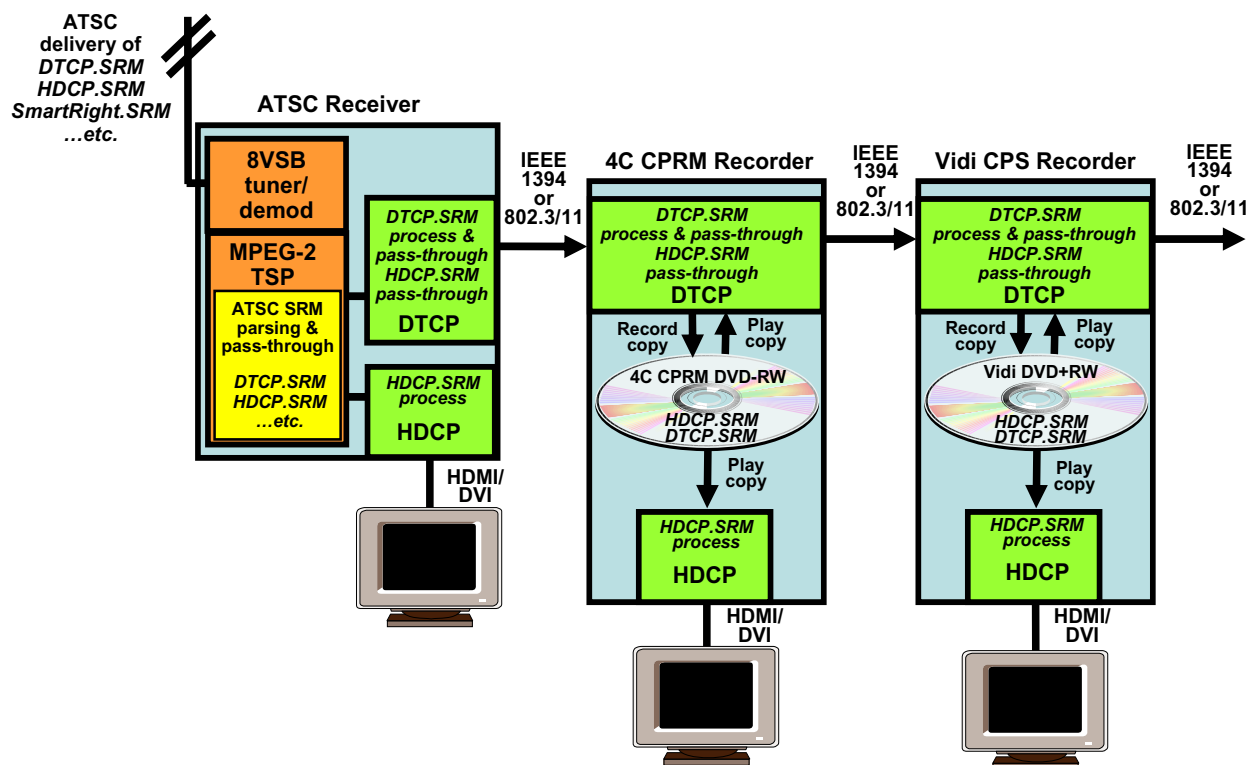 ATSC
delivery of
DTCP.SRM
HDCP.SRM
SmartRight.SRM
…etc.
ATSC Receiver
8VSB
tuner/
demod
MPEG-2
TSP
ATSC SRM
parsing &
pass-through
DTCP.SRM
HDCP.SRM
…etc.
DTCP.SRM
process &
pass-through
HDCP.SRM
pass-through
DTCP
HDCP.SRM
process
HDCP
HDMI/
DVI
IEEE
1394
or
802.3/11
4C CPRM Recorder
DTCP.SRM
process & pass-through
HDCP.SRM
pass-through
DTCP
Record
copy
Play
copy
4C CPRM DVD-RW
HDCP.SRM
DTCP.SRM
Play
copy
HDCP.SRM
process
HDCP
HDMI/
DVI
IEEE
1394
or
802.3/11
Vidi CPS Recorder
DTCP.SRM
process & pass-through
HDCP.SRM
pass-through
DTCP
Record
copy
Play
copy
Vidi DVD+RW
HDCP.SRM
DTCP.SRM
Play
copy
HDCP.SRM
process
HDCP
HDMI/
DVI
IEEE
1394
or
802.3/11